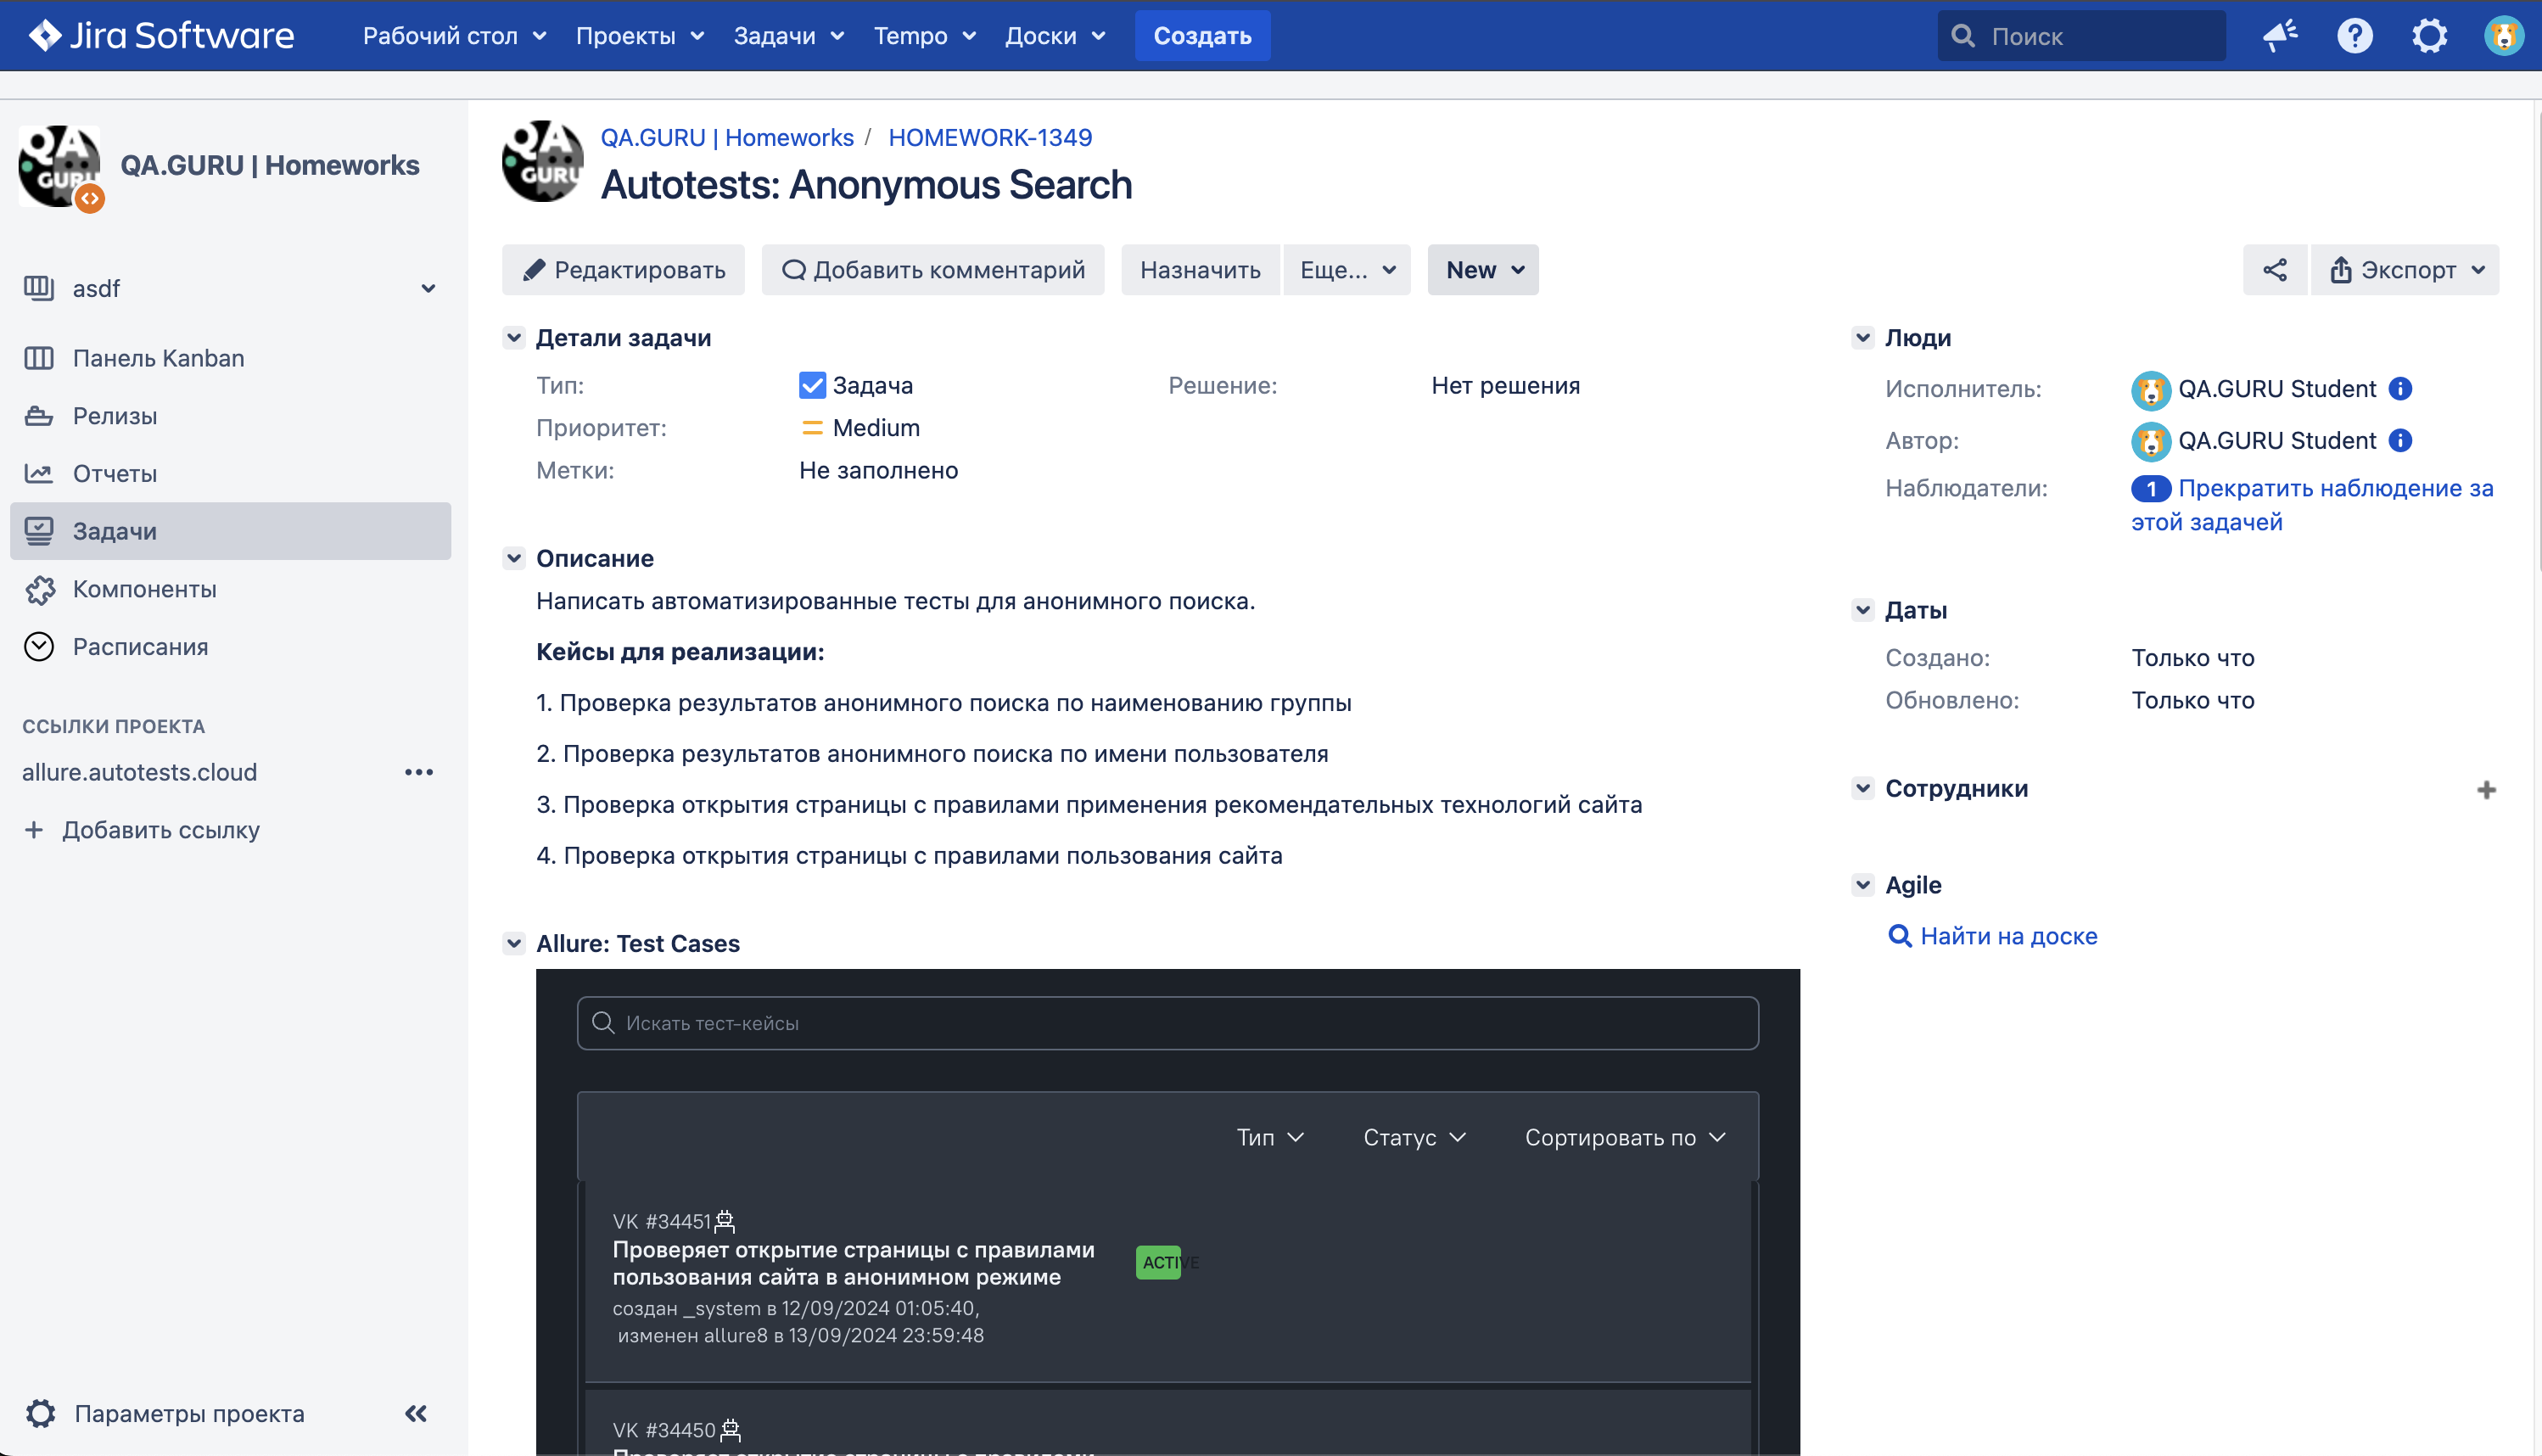 Jira Software
Рабочий стол
Проекты
Задачи
Tempo
Доски
Создать
Поиск
QA GURU
QA.GURU | Homeworks
asdf
Панель Kanban
Релизы
Отчеты
Задачи
Компоненты
Расписания
ССЫЛКИ ПРОЕКТА
allure.autotests.cloud
Добавить ссылку
Параметры проекта
QA GURU
QA.GURU | Homeworks / HOMEWORK-1349
Autotests: Anonymous Search
Редактировать
Добавить комментарий
Назначить
Еще...
New
Экспорт
Детали задачи
Тип: Задача
Решение: Нет решения
Приоритет: Medium
Метки: Не заполнено
Описание
Написать автоматизированные тесты для анонимного поиска.
Кейсы для реализации:
1. Проверка результатов анонимного поиска по наименованию группы
2. Проверка результатов анонимного поиска по имени пользователя
3. Проверка открытия страницы с правилами применения рекомендательных технологий сайта
4. Проверка открытия страницы с правилами пользования сайта
Allure: Test Cases
Искать тест-кейсы
Тип
Статус
Сортировать по
VK #34451
Проверяет открытие страницы с правилами
пользования сайта в анонимном режиме
ACTIVE
создан _system в 12/09/2024 01:05:40,
изменен allure8 в 13/09/2024 23:59:48
VK #34450
Проверяет открытие страницы с правилами
Люди
Исполнитель: QA.GURU Student
Автор: QA.GURU Student
Наблюдатели: 1 Прекратить наблюдение за
этой задачей
Даты
Создано: Только что
Обновлено: Только что
Сотрудники
Agile
Найти на доске